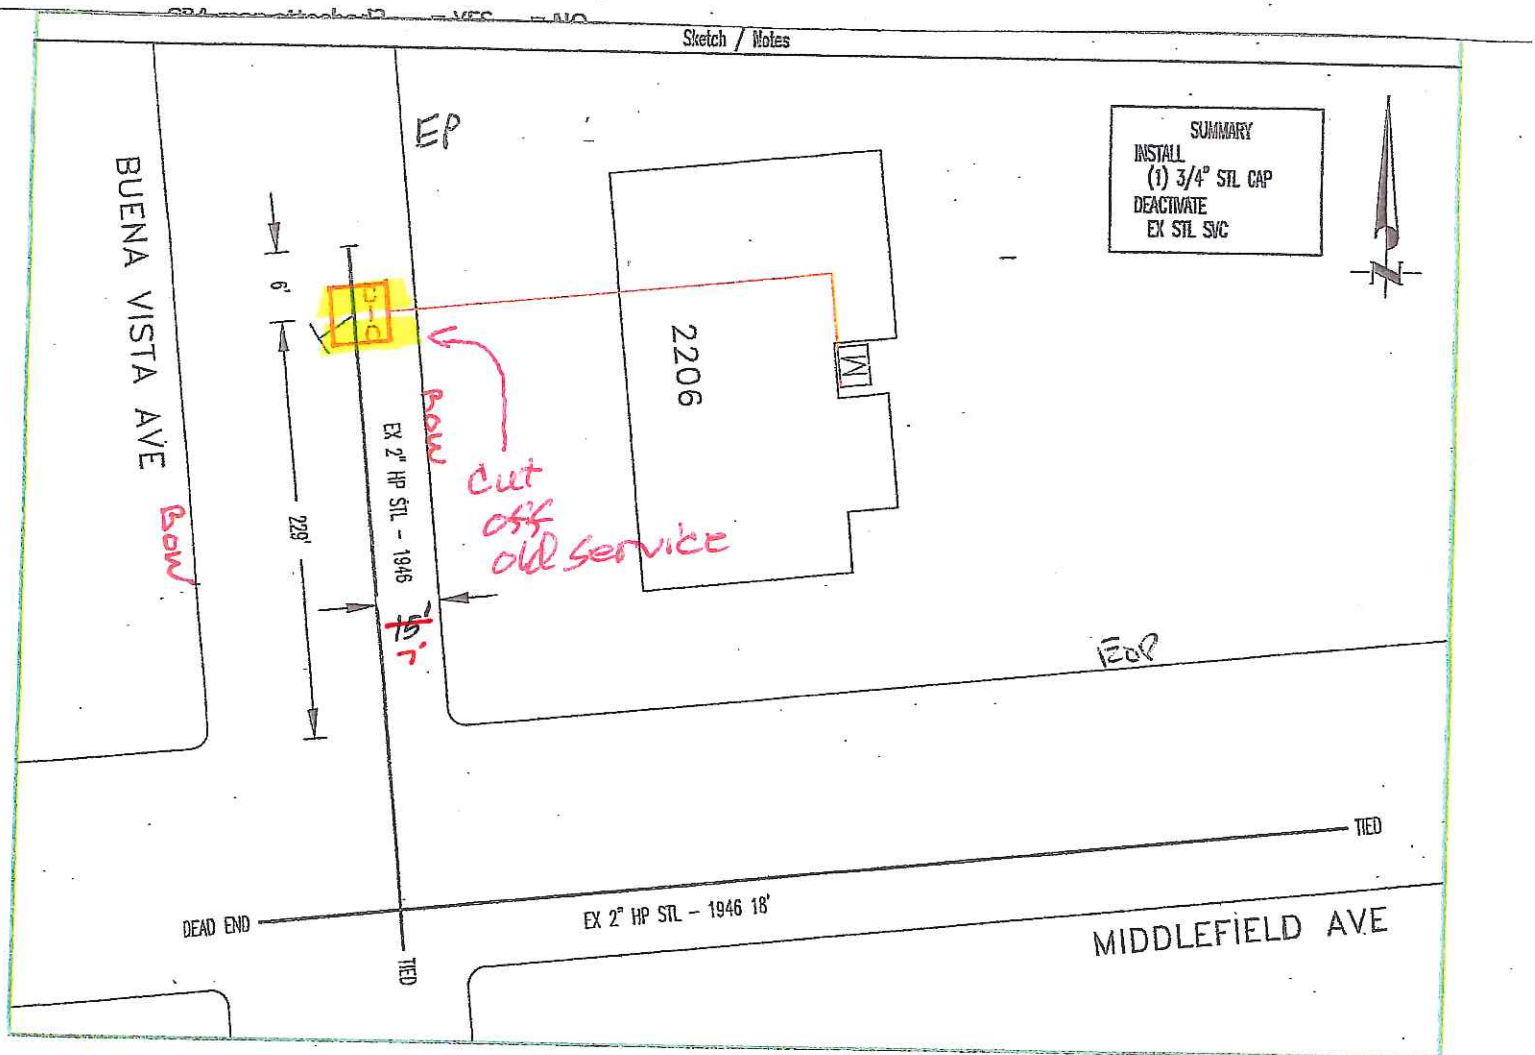 Sketch / Notes
EP
SUMMARY
INSTALL
(1) 3/4" STL CAP
DEACTIVATE
EX STL SVC
N
BUENA VISTA AVE
6'
2206
M
BOW
EX 2" HP STL - 1946
cut
off
old service
229'
BOW
15'
7'
EOP
TIED
DEAD END
EX 2" HP STL - 1946 18'
MIDDLEFIELD AVE
TIED